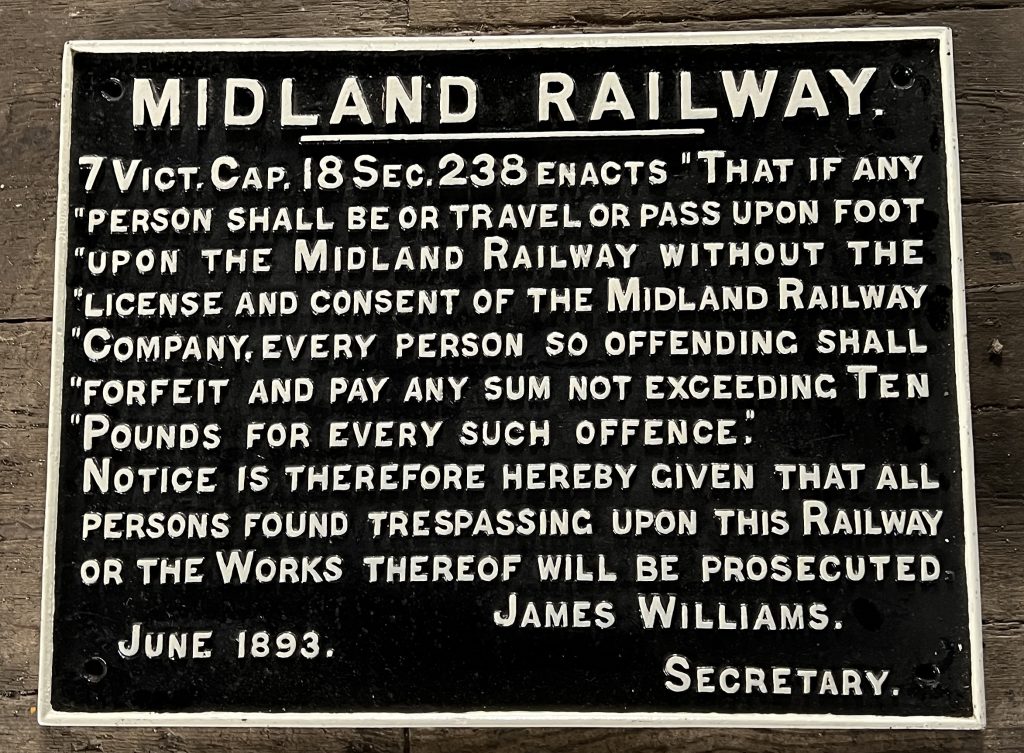 MIDLAND RAILWAY.
7 VICT. CAP. 18 SEC. 238 ENACTS "THAT IF ANY
"PERSON SHALL BE OR TRAVEL OR PASS UPON FOOT
"UPON THE MIDLAND RAILWAY WITHOUT THE
"LICENSE AND CONSENT OF THE MIDLAND RAILWAY
"COMPANY, EVERY PERSON SO OFFENDING SHALL
"FORFEIT AND PAY ANY SUM NOT EXCEEDING TEN
"POUNDS FOR EVERY SUCH OFFENCE."
NOTICE IS THEREFORE HEREBY GIVEN THAT ALL
PERSONS FOUND TRESPASSING UPON THIS RAILWAY
OR THE WORKS THEREOF WILL BE PROSECUTED.
JAMES WILLIAMS.
JUNE 1893.
SECRETARY.